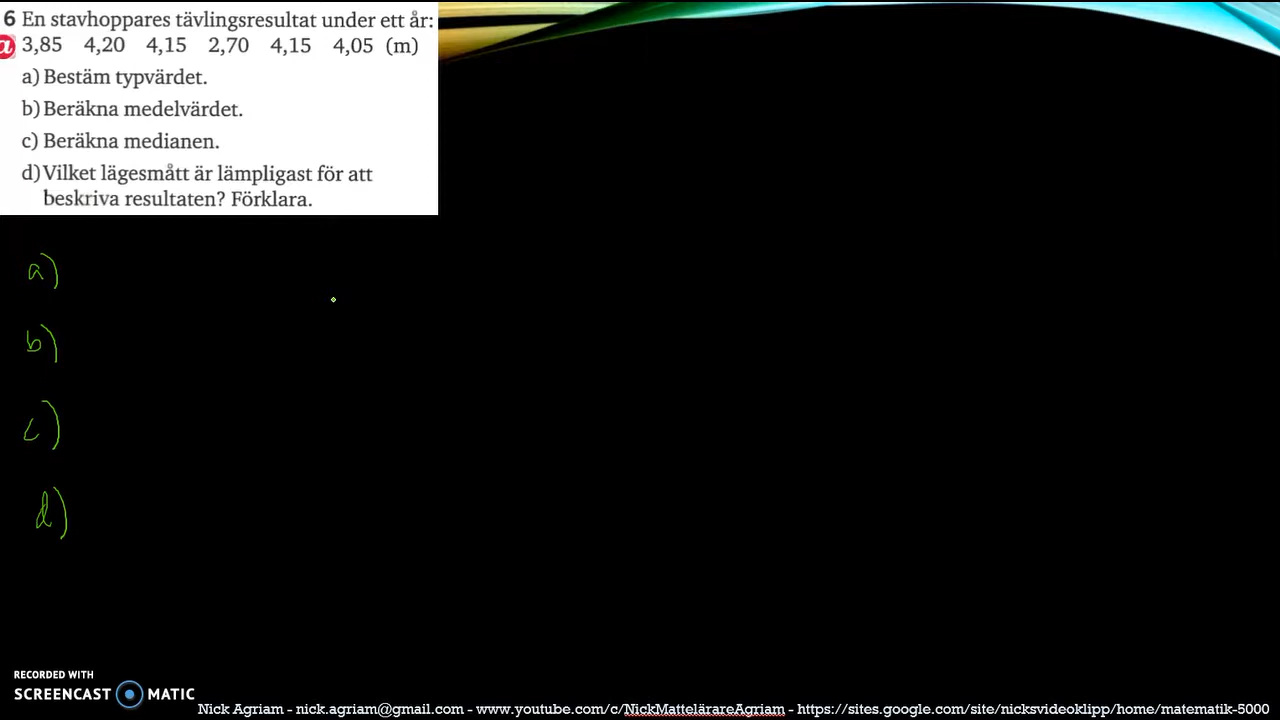 6 En stavhoppares tävlingsresultat under ett år:
a 3,85 4,20 4,15 2,70 4,15 4,05 (m)
a) Bestäm typvärdet.
b) Beräkna medelvärdet.
c) Beräkna medianen.
d) Vilket lägesmått är lämpligast för att
beskriva resultaten? Förklara.
a)
b)
c)
d)
RECORDED WITH
SCREENCAST MATIC
Nick Agriam - nick.agriam@gmail.com - www.youtube.com/c/NickMattelärareAgriam - https://sites.google.com/site/nicksvideoklipp/home/matematik-5000